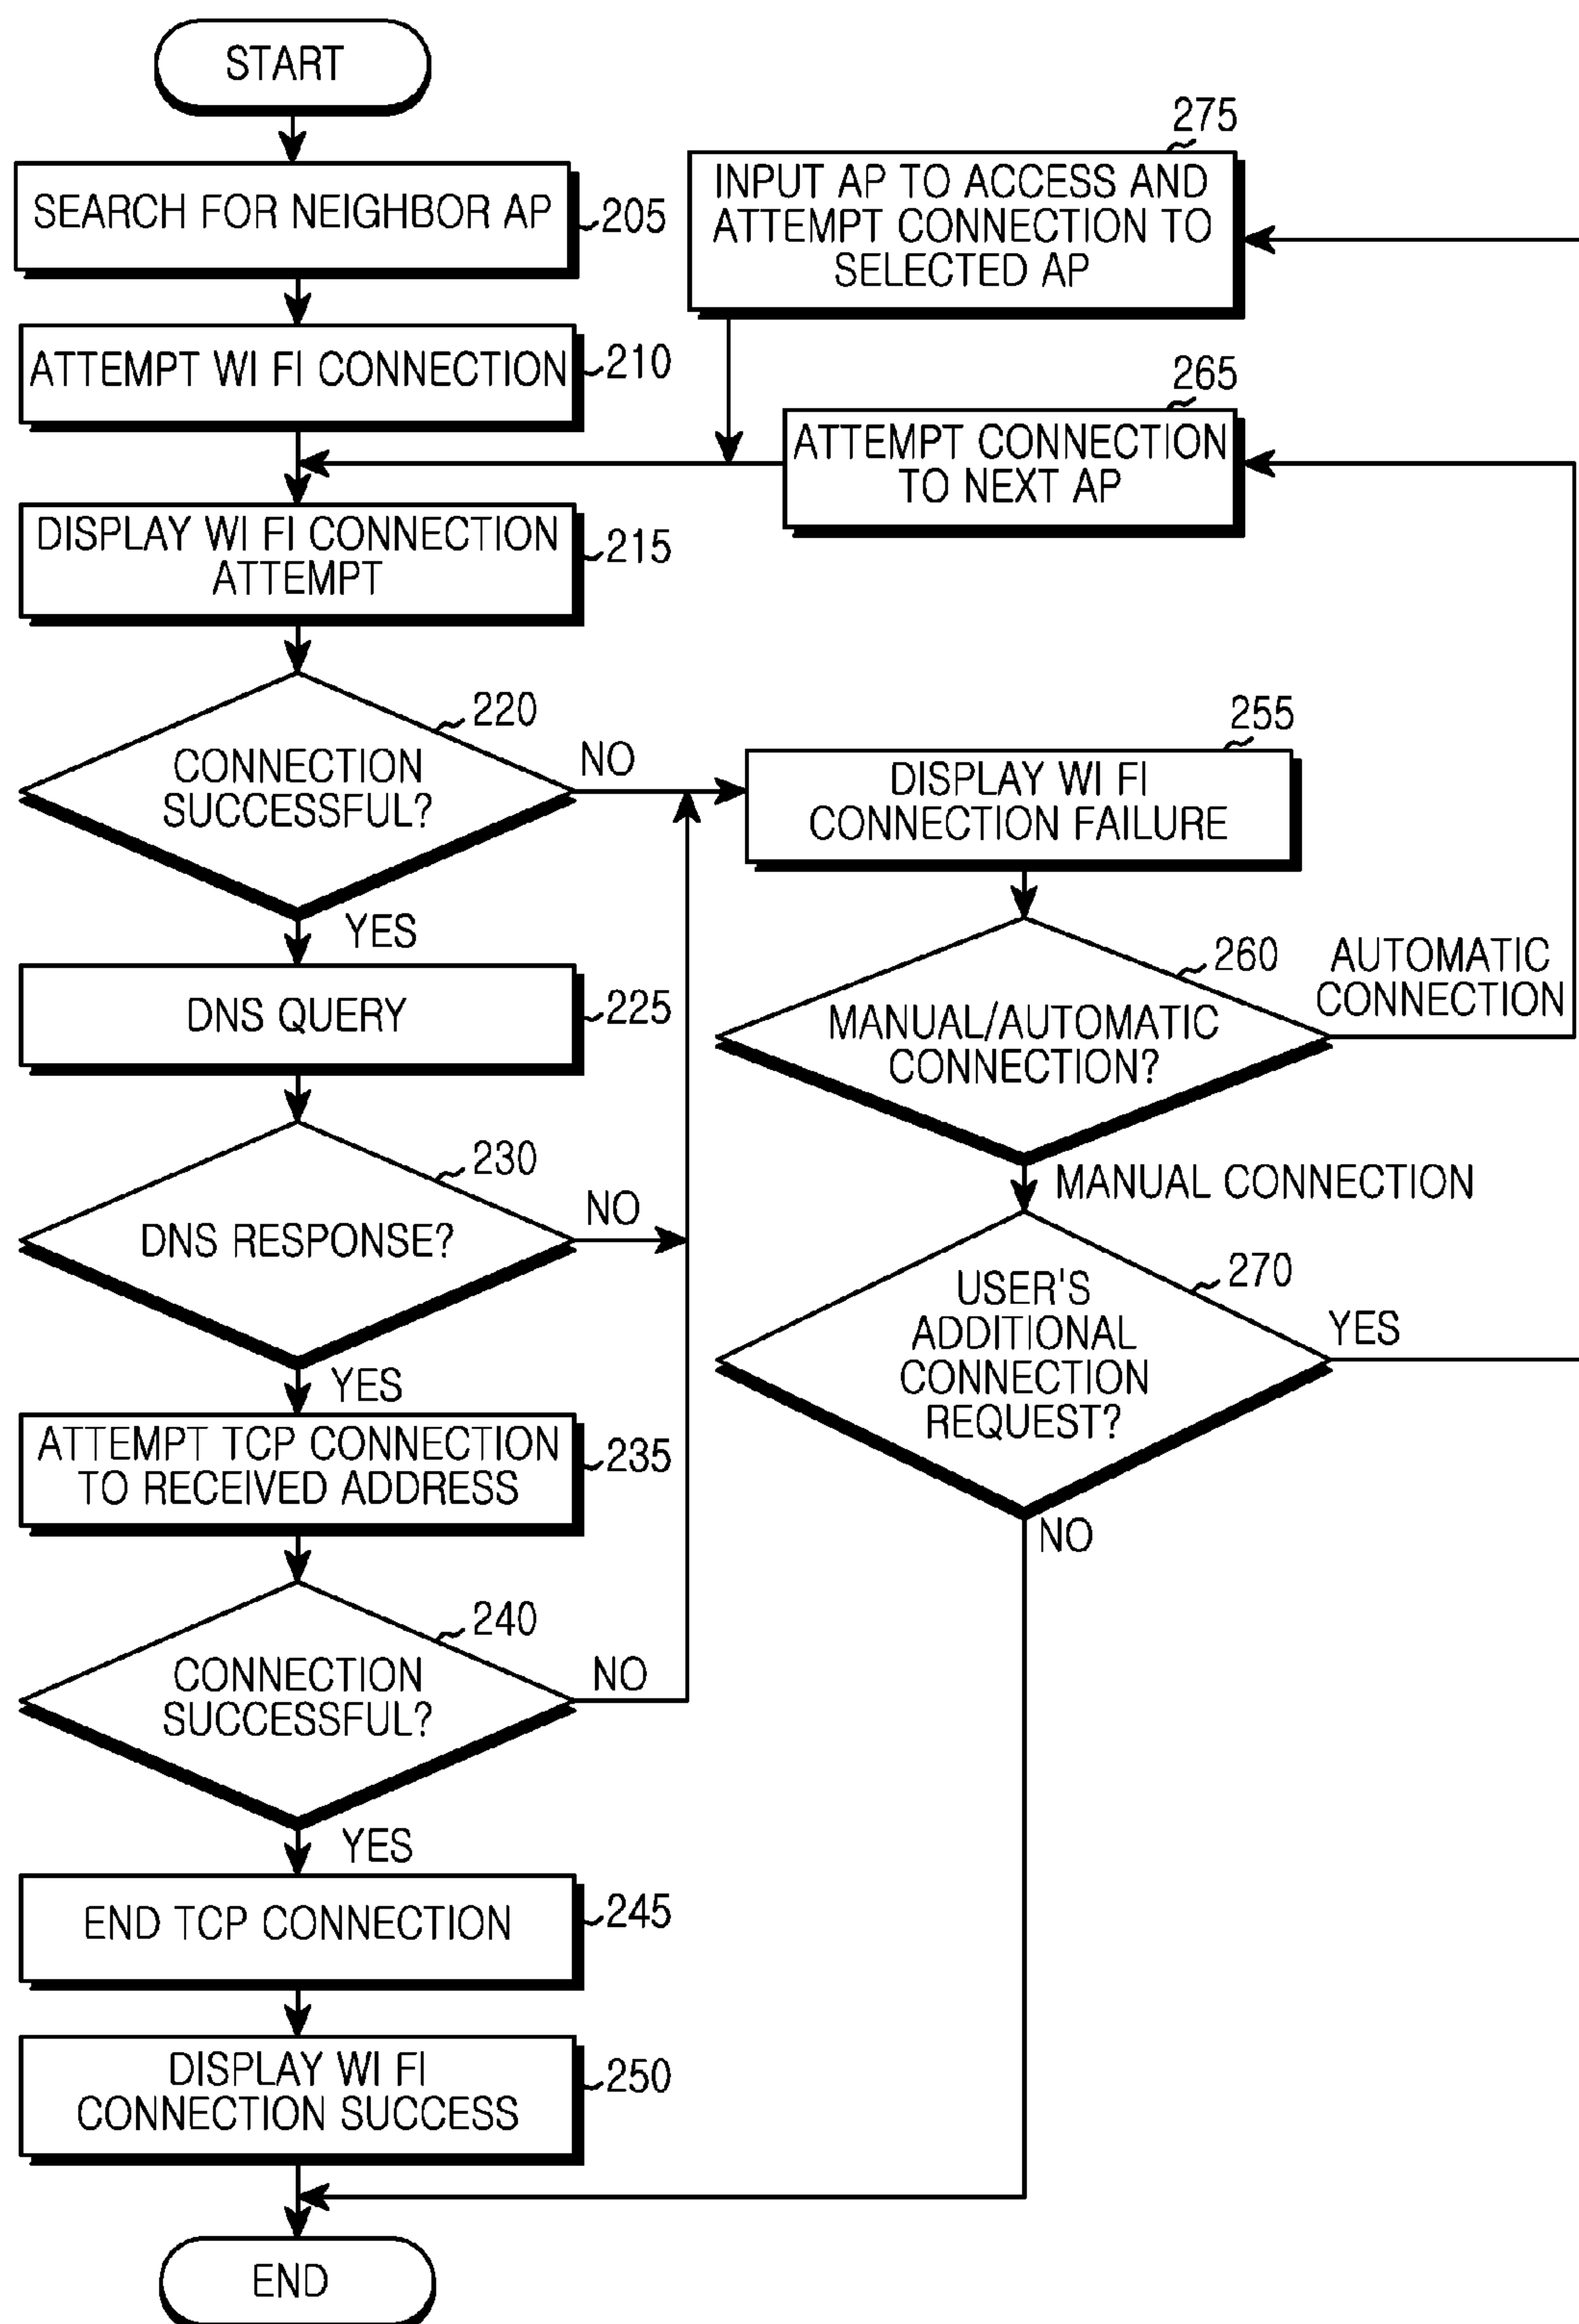 START
SEARCH FOR NEIGHBOR AP
205
ATTEMPT WI FI CONNECTION
210
DISPLAY WI FI CONNECTION
ATTEMPT
215
220
CONNECTION
SUCCESSFUL?
NO
YES
DNS QUERY
225
230
DNS RESPONSE?
NO
YES
ATTEMPT TCP CONNECTION
TO RECEIVED ADDRESS
235
240
CONNECTION
SUCCESSFUL?
NO
YES
END TCP CONNECTION
245
DISPLAY WI FI
CONNECTION SUCCESS
250
END
275
INPUT AP TO ACCESS AND
ATTEMPT CONNECTION TO
SELECTED AP
265
ATTEMPT CONNECTION
TO NEXT AP
255
DISPLAY WI FI
CONNECTION FAILURE
260
MANUAL/AUTOMATIC
CONNECTION?
AUTOMATIC
CONNECTION
MANUAL CONNECTION
270
USER'S
ADDITIONAL
CONNECTION
REQUEST?
YES
NO